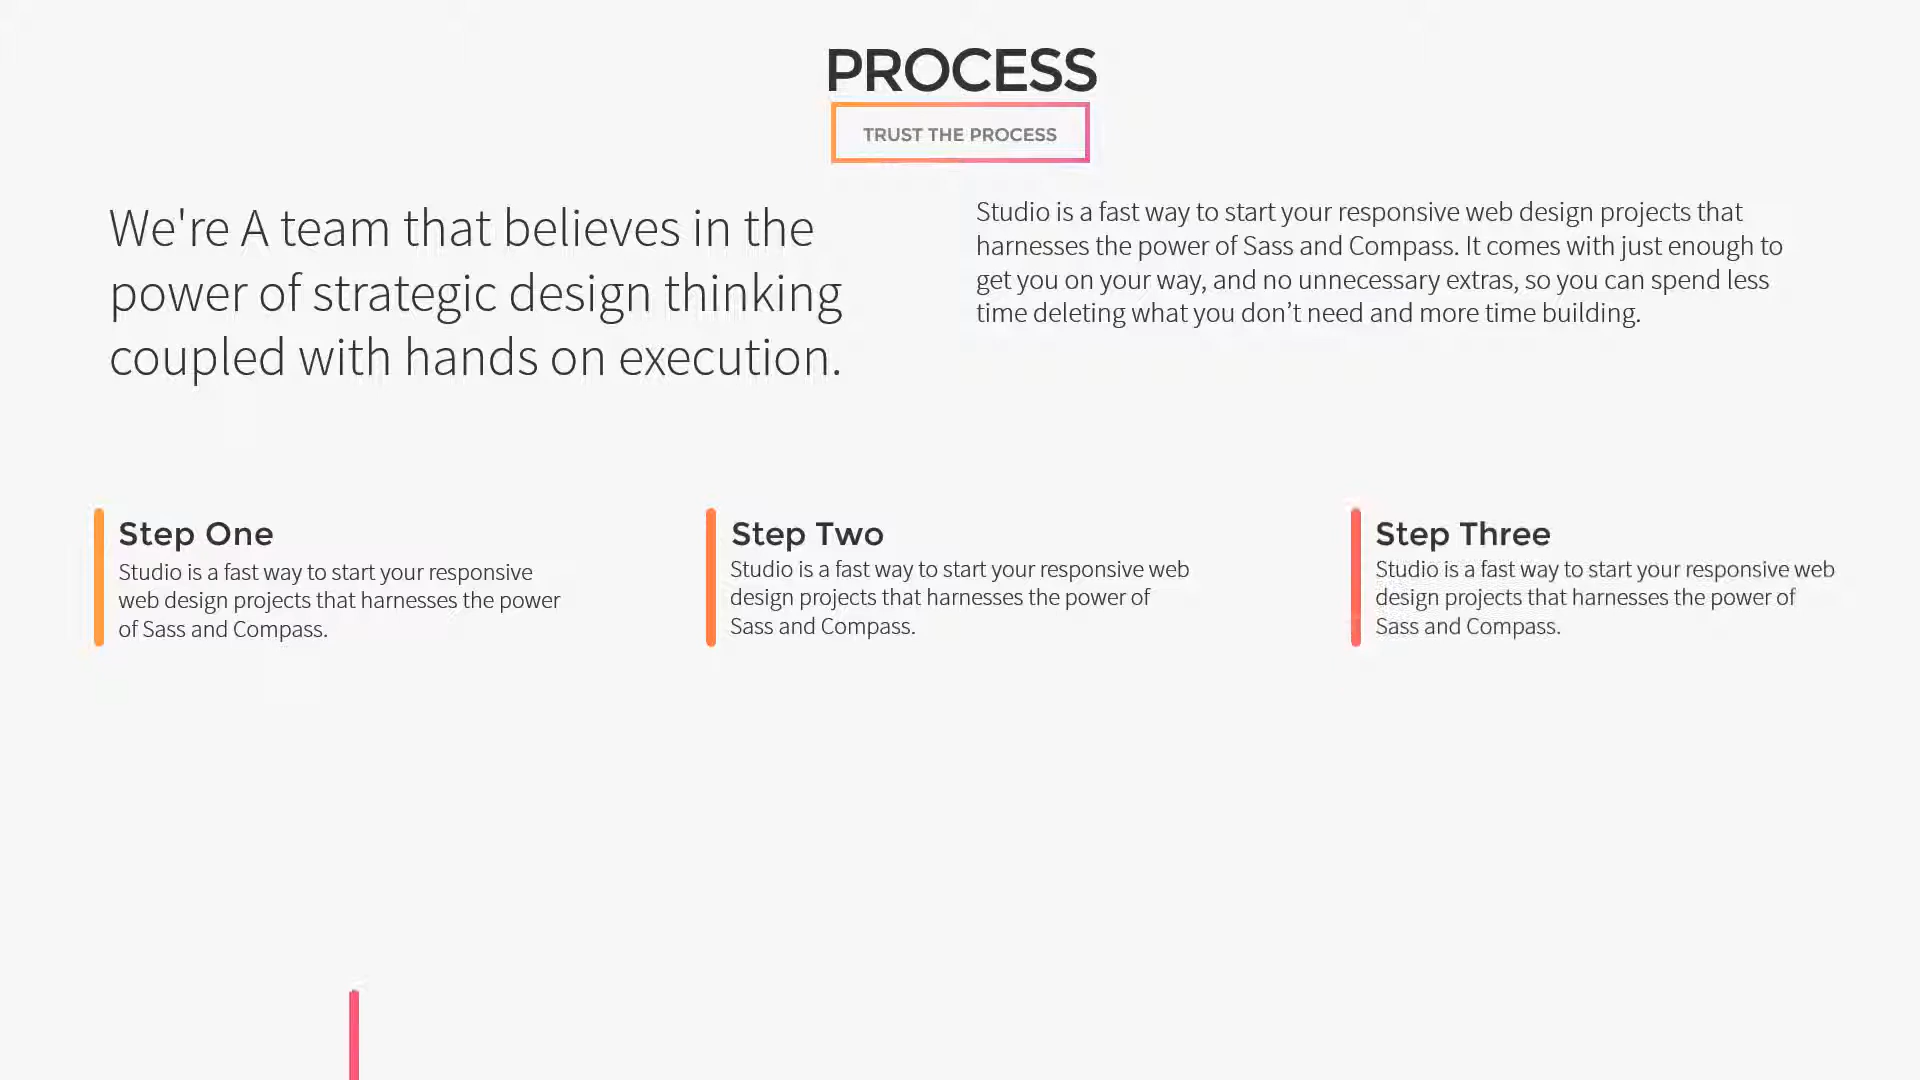 PROCESS
TRUST THE PROCESS
We're A team that believes in the
power of strategic design thinking
coupled with hands on execution.
Studio is a fast way to start your responsive web design projects that
harnesses the power of Sass and Compass. It comes with just enough to
get you on your way, and no unnecessary extras, so you can spend less
time deleting what you don’t need and more time building.
Step One
Studio is a fast way to start your responsive
web design projects that harnesses the power
of Sass and Compass.
Step Two
Studio is a fast way to start your responsive web
design projects that harnesses the power of
Sass and Compass.
Step Three
Studio is a fast way to start your responsive web
design projects that harnesses the power of
Sass and Compass.